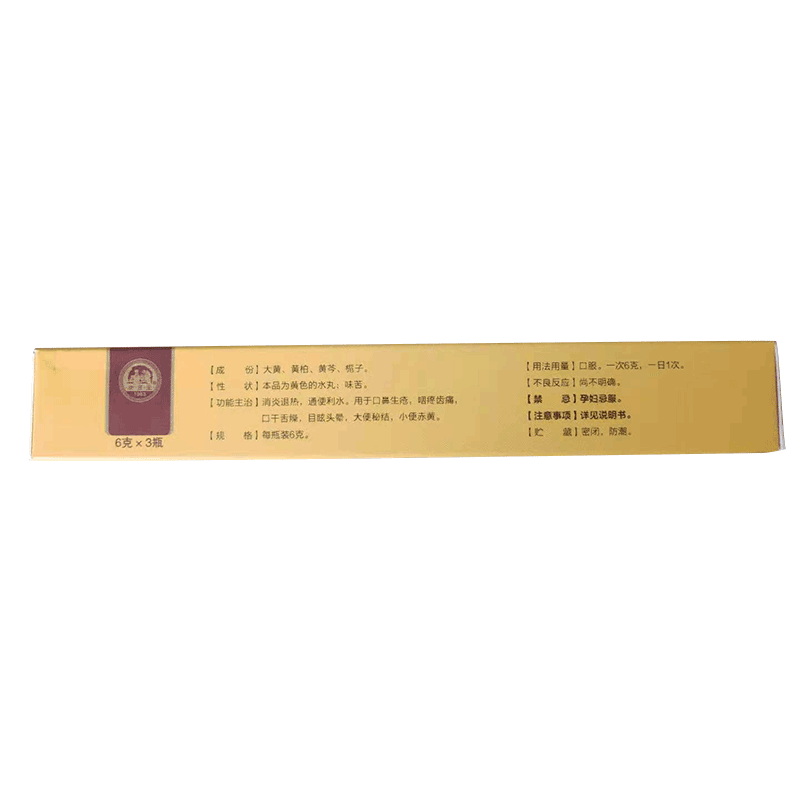 6克×3瓶
【成 份】大黄、黄柏、黄芩、栀子。
【性 状】本品为黄色的水丸；味苦。
【功能主治】消炎退热，通便利水。用于口鼻生疮，咽疼齿痛，
口干舌燥，目眩头晕，大便秘结，小便赤黄。
【规 格】每瓶装6克。
【用法用量】口服。一次6克，一日1次。
【不良反应】尚不明确。
【禁 忌】孕妇忌服。
【注意事项】详见说明书。
【贮 藏】密闭，防潮。